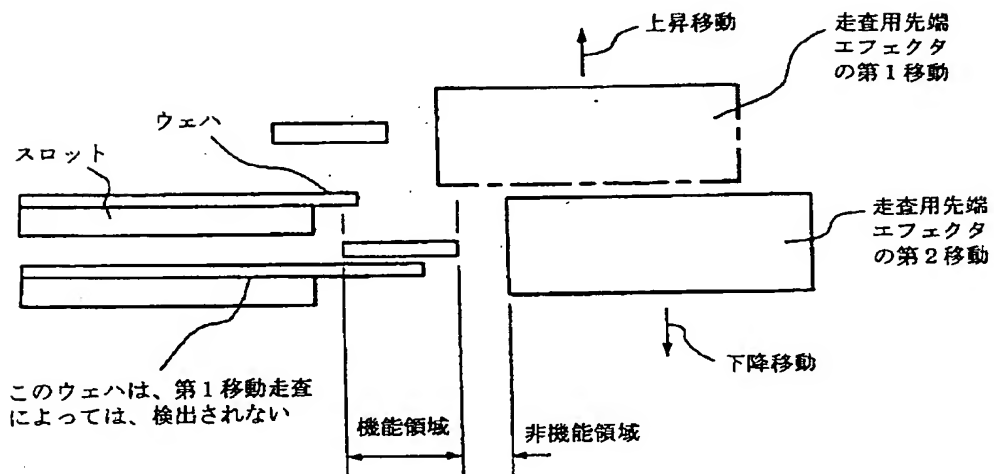 上昇移動
走査用先端
エフェクタ
の第1移動
ウェハ
スロット
走査用先端
エフェクタ
の第2移動
下降移動
このウェハは、第1移動走査
によっては、検出されない
機能領域
非機能領域